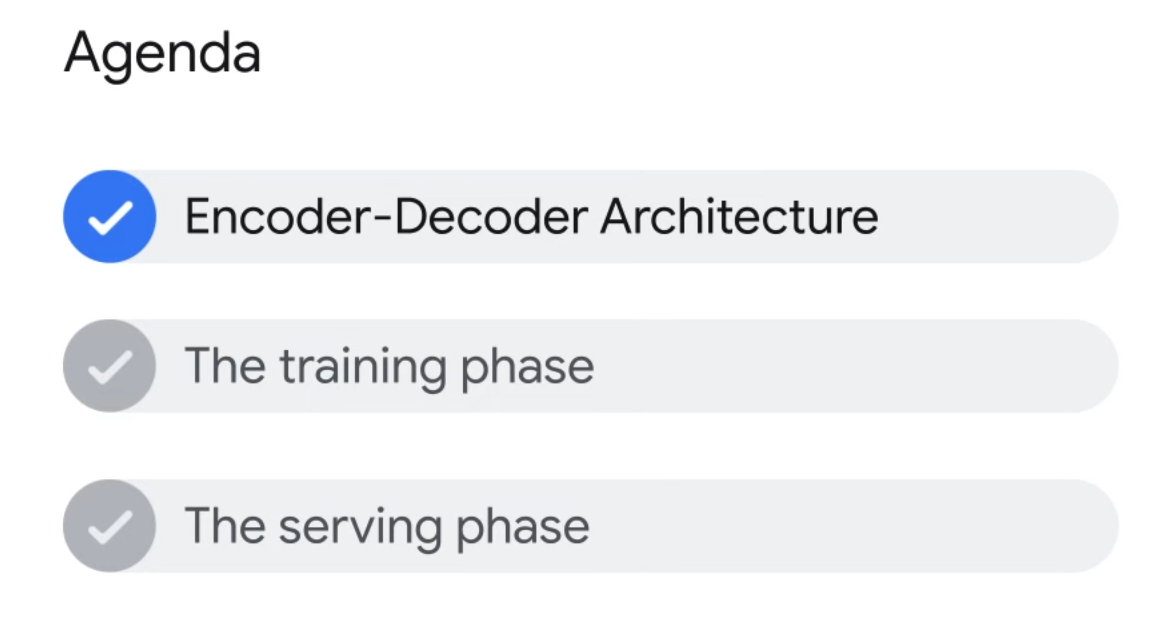 Agenda
Encoder-Decoder Architecture
The training phase
The serving phase